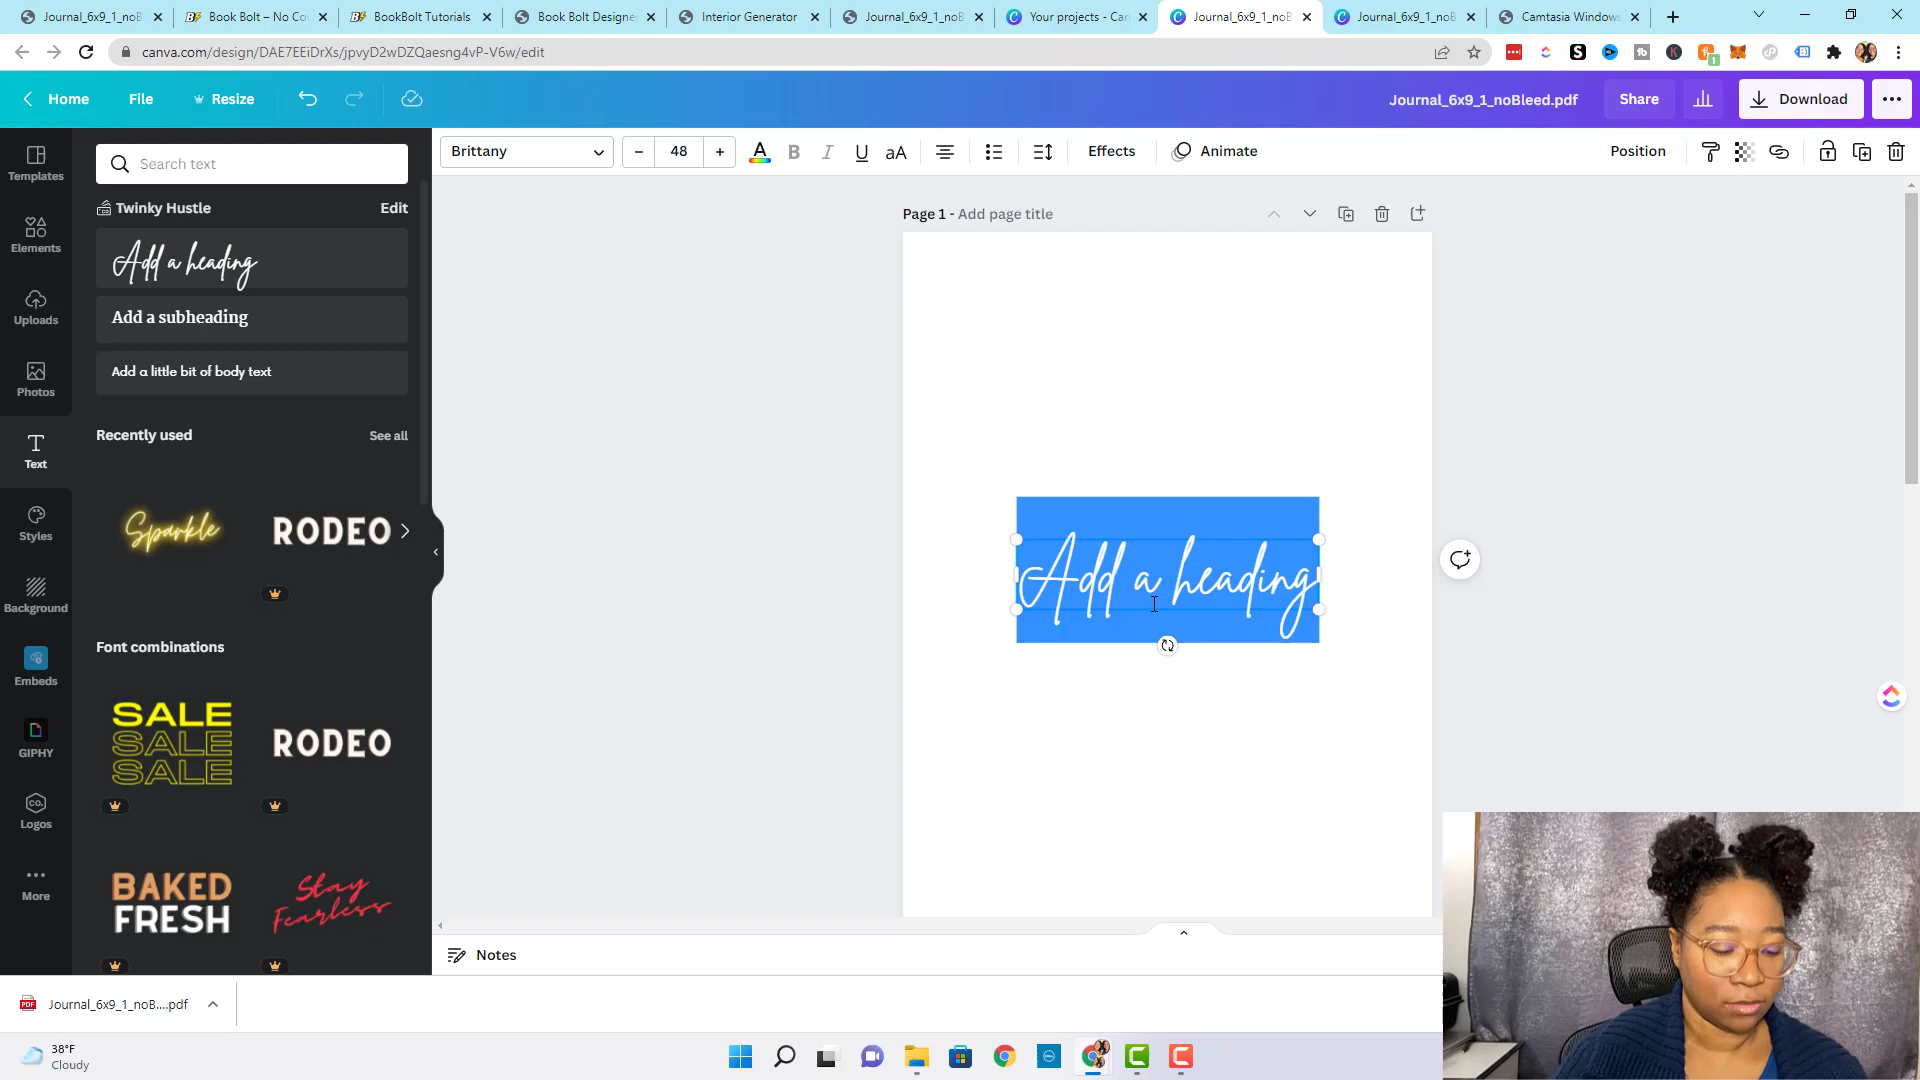 Journal_6x9_1_noB
Book Bolt – No Co
BookBolt Tutorials
Book Bolt Designe
Interior Generator
Journal_6x9_1_noB
Your projects - Can
Journal_6x9_1_noB
Journal_6x9_1_noB
Camtasia Windows
canva.com/design/DAE7EEiDrXs/jpvyD2wDZQaesng4vP-V6w/edit
Home
File
Resize
Journal_6x9_1_noBleed.pdf
Share
Download
Brittany
48
A
B
I
U
aA
Effects
Animate
Position
Templates
Elements
Uploads
Photos
Text
Styles
Background
Embeds
GIPHY
CO.
Logos
More
Search text
Twinky Hustle
Edit
Add a heading
Add a subheading
Add a little bit of body text
Recently used
See all
Sparkle
RODEO
Font combinations
SALE
SALE
SALE
RODEO
BAKED
FRESH
Stay
Fearless
Page 1 - Add page title
Add a heading
Notes
Journal_6x9_1_noB....pdf
38°F
Cloudy